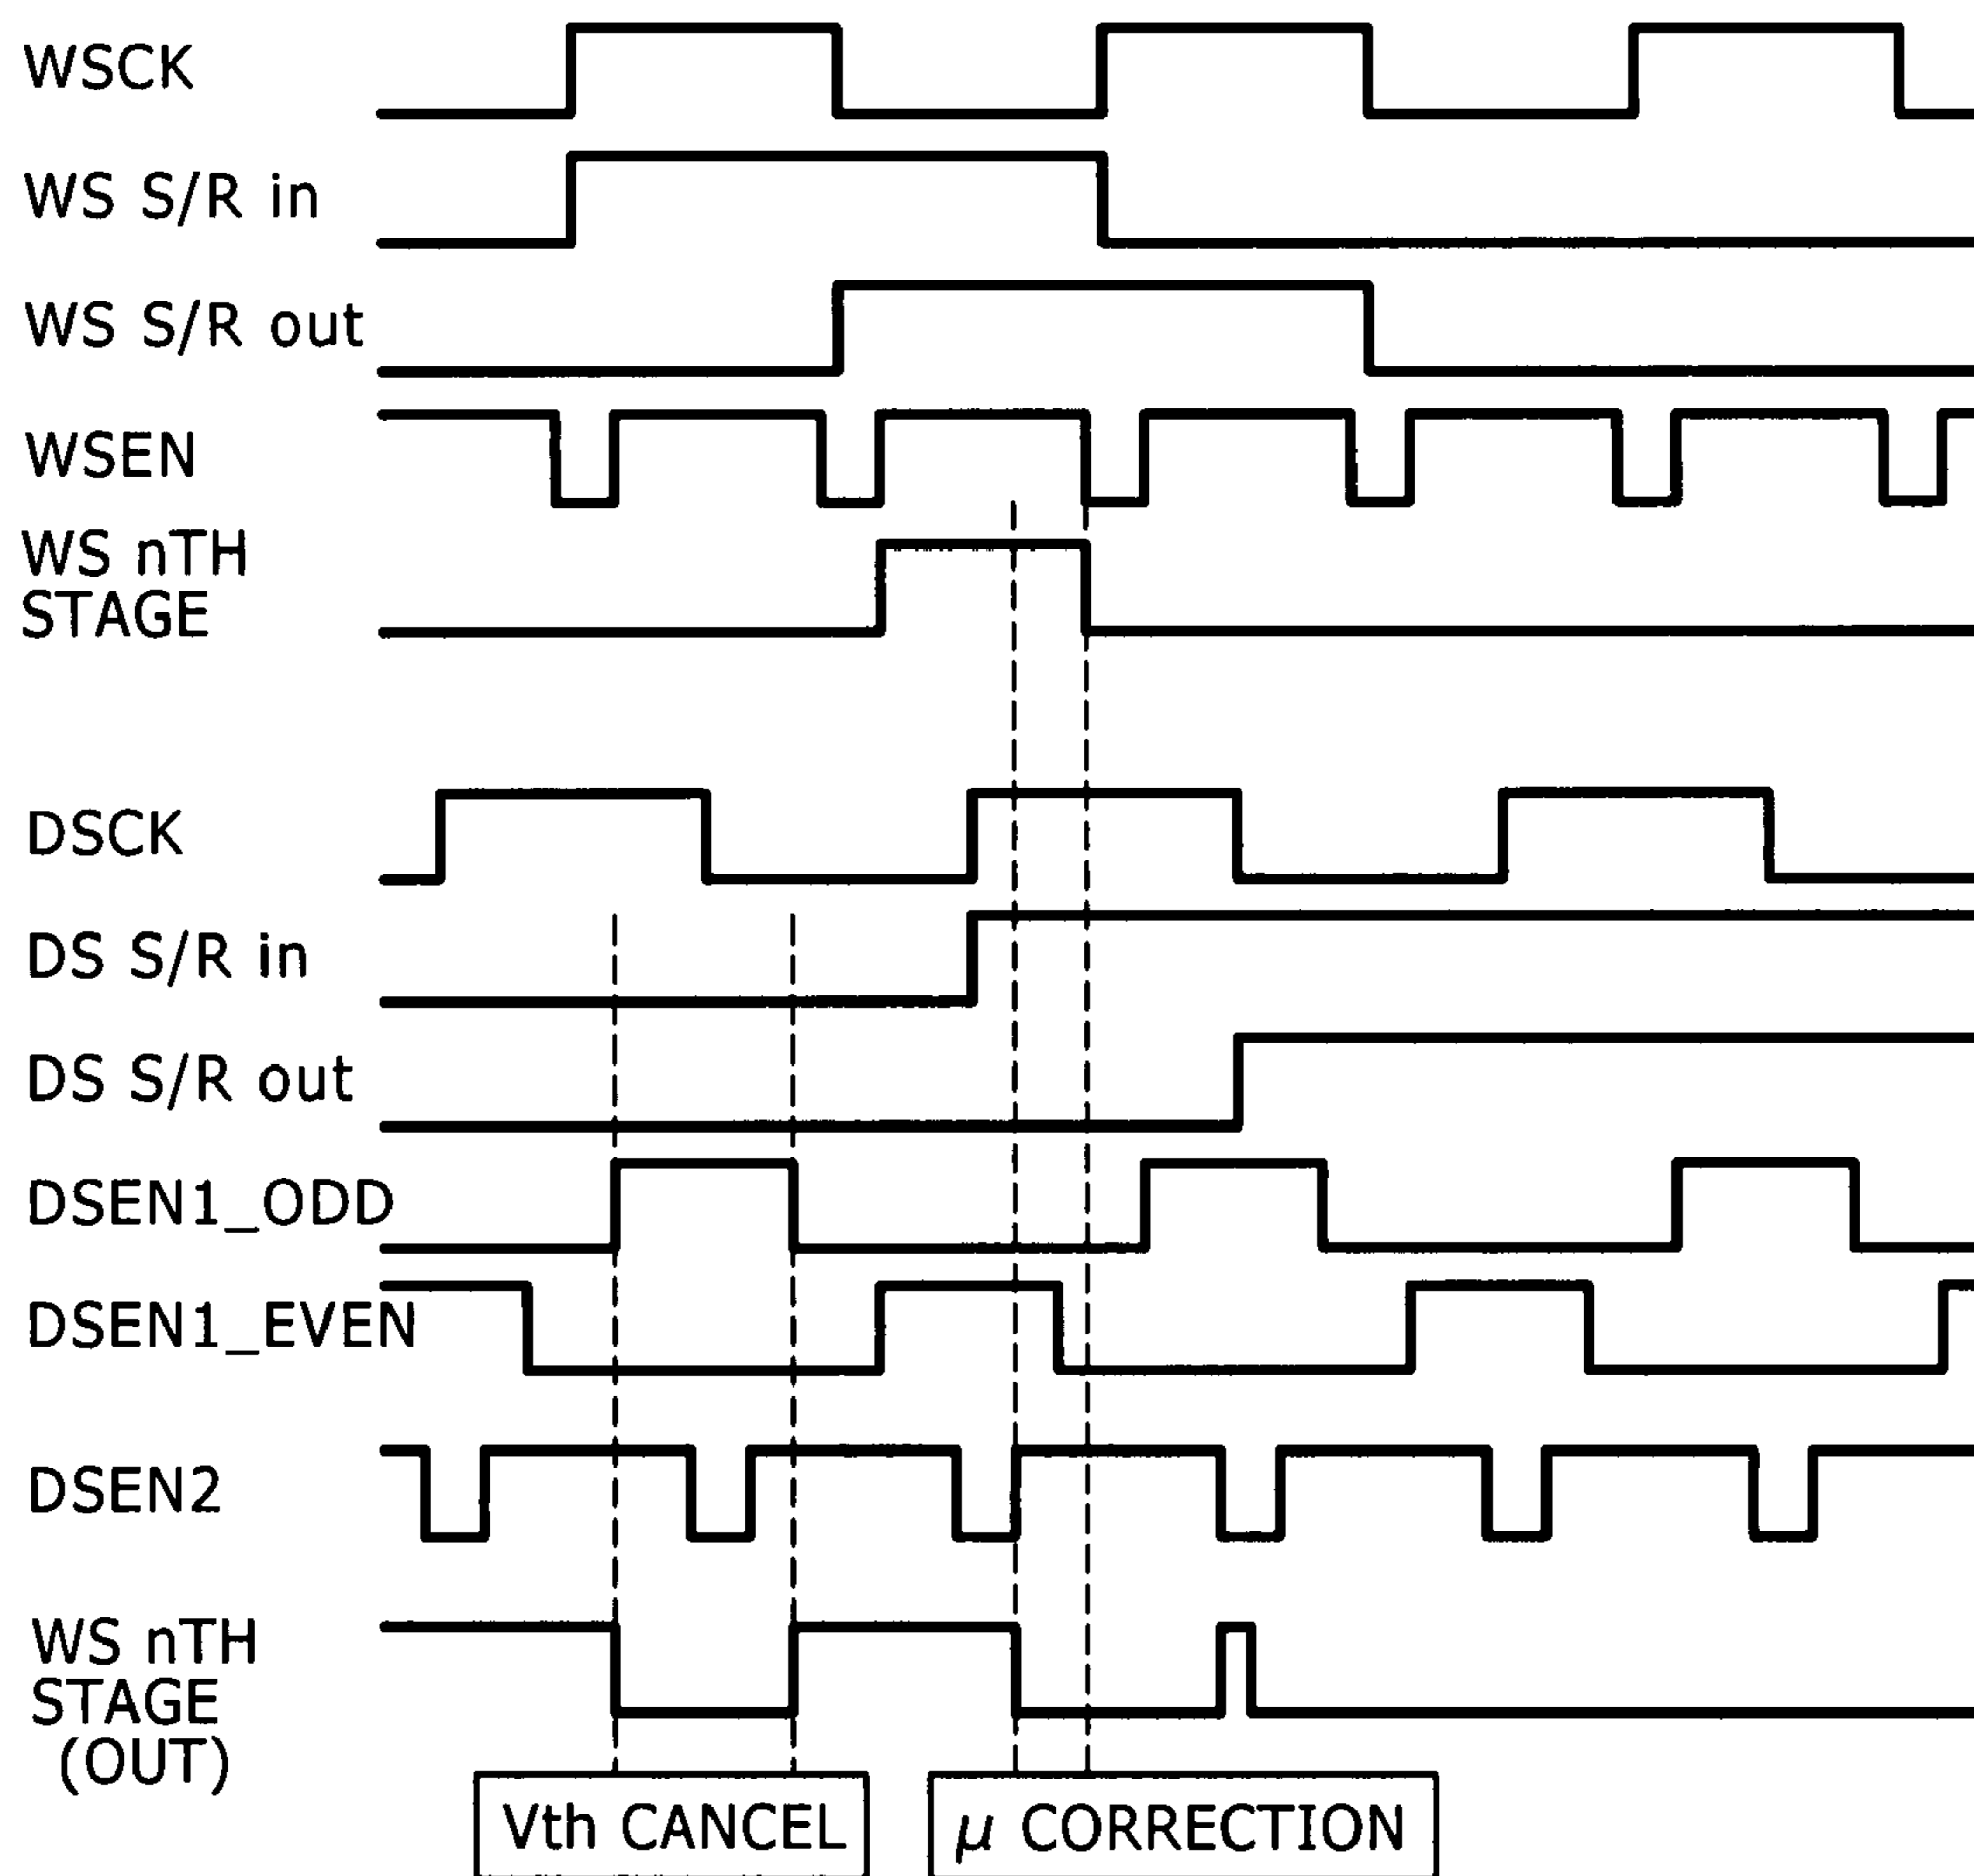 WSCK
WS S/R in
WS S/R out
WSEN
WS nTH
STAGE
DSCK
DS S/R in
DS S/R out
DSEN1_ODD
DSEN1_EVEN
DSEN2
WS nTH
STAGE
(OUT)
Vth CANCEL
μ CORRECTION